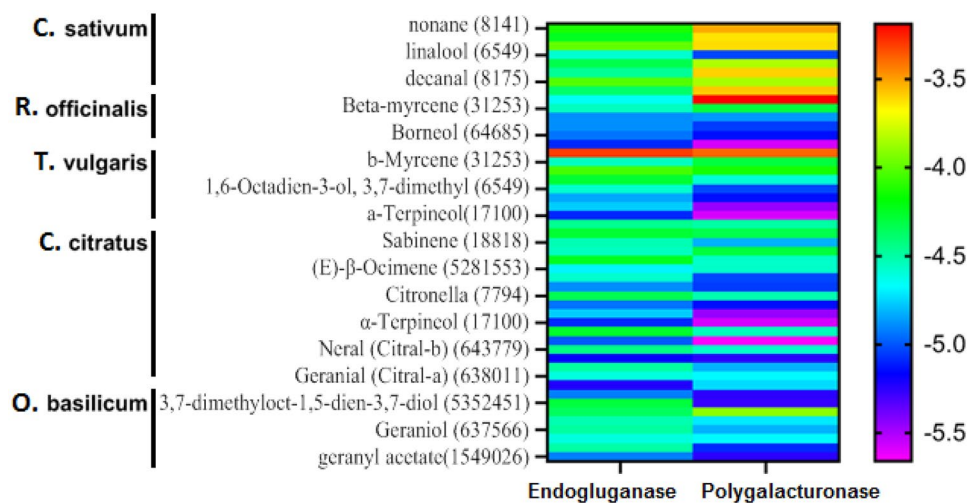 C. sativum
R. officinalis
T. vulgaris
C. citratus
O. basilicum
nonane (8141)
linalool (6549)
decanal (8175)
Beta-myrcene (31253)
Borneol (64685)
b-Myrcene (31253)
1,6-Octadien-3-ol, 3,7-dimethyl (6549)
a-Terpineol(17100)
Sabinene (18818)
(E)-β-Ocimene (5281553)
Citronella (7794)
α-Terpineol (17100)
Neral (Citral-b) (643779)
Geranial (Citral-a) (638011)
3,7-dimethyloct-1,5-dien-3,7-diol (5352451)
Geraniol (637566)
geranyl acetate(1549026)
Endogluganase
Polygalacturonase
-3.5
-4.0
-4.5
-5.0
-5.5